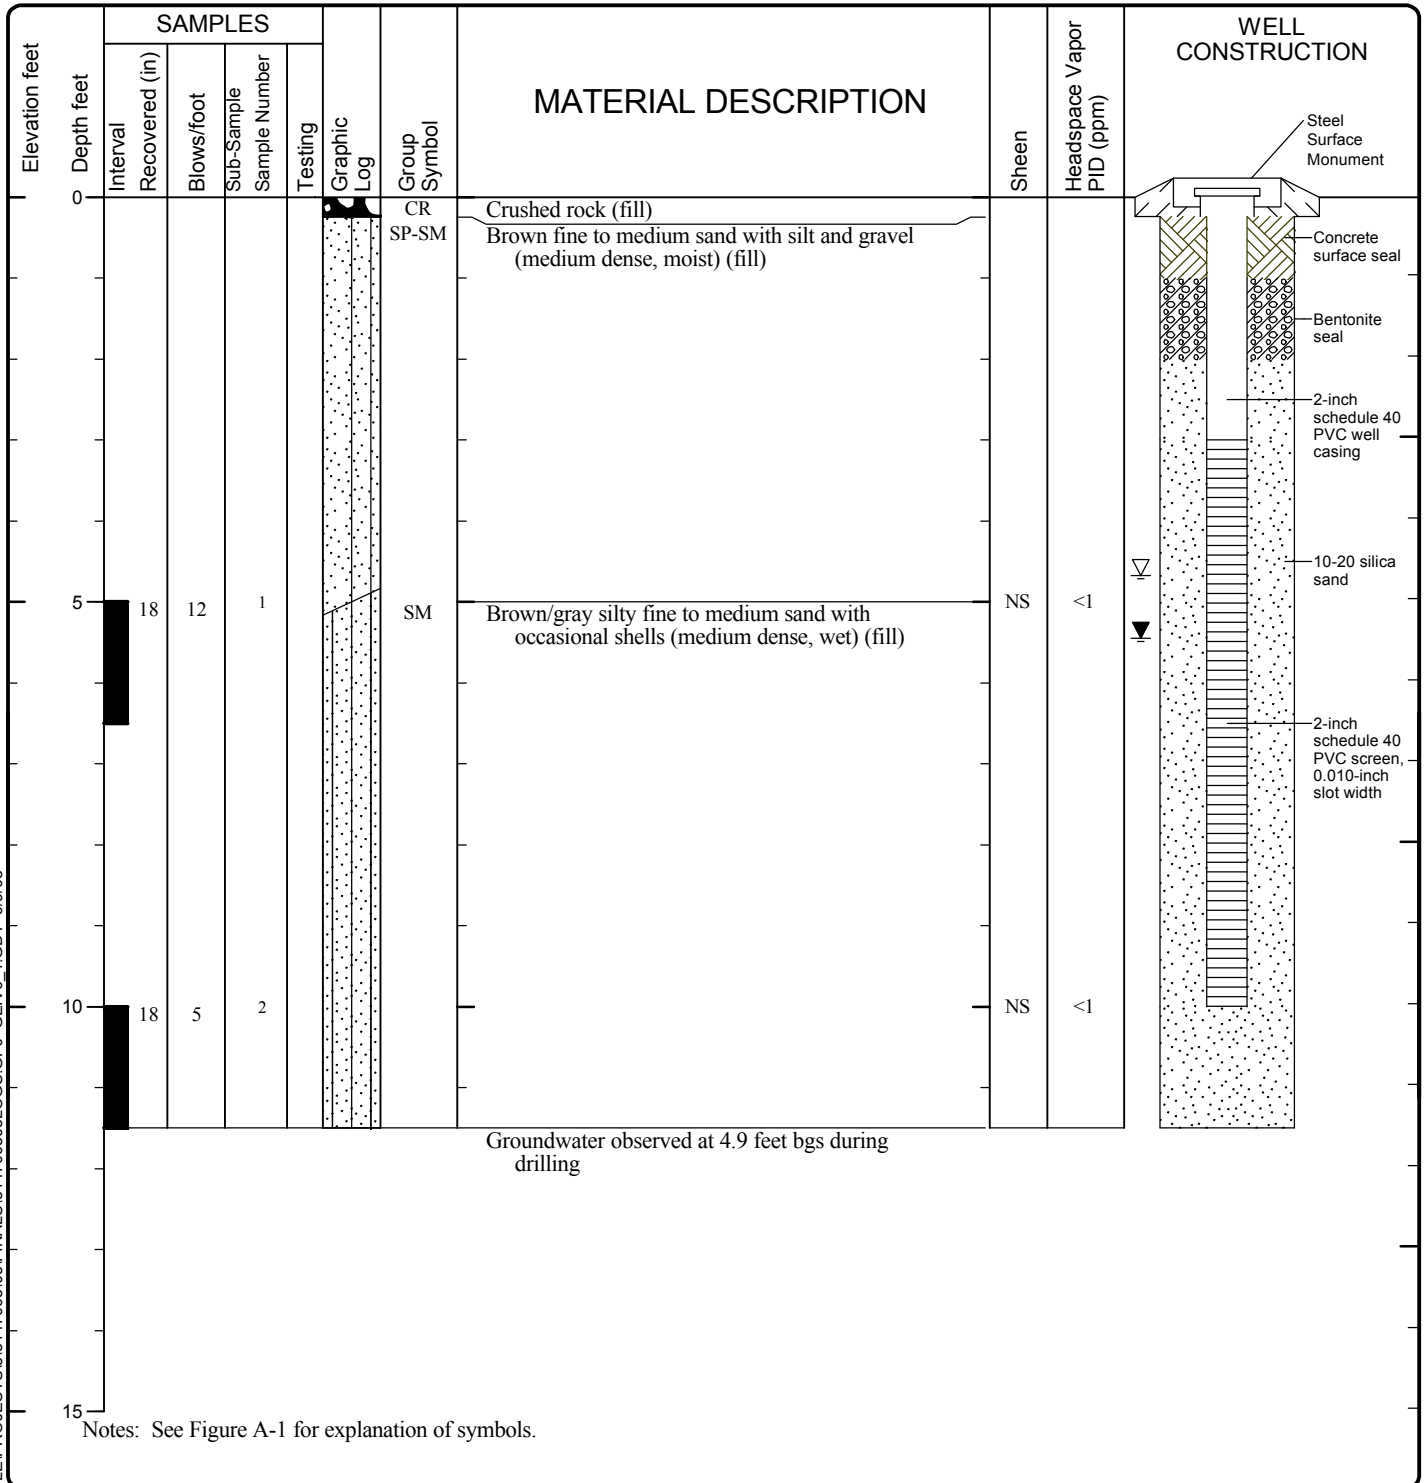 SAMPLES
Elevation feet
Depth feet
Interval
Recovered (in)
Blows/foot
Sub-Sample
Sample Number
Testing
Graphic
Log
Group
Symbol
MATERIAL DESCRIPTION
Sheen
Headspace Vapor
PID (ppm)
WELL
CONSTRUCTION
Steel
Surface
Monument
0
CR
Crushed rock (fill)
SP-SM
Brown fine to medium sand with silt and gravel
(medium dense, moist) (fill)
Concrete
surface seal
Bentonite
seal
2-inch
schedule 40
PVC well
casing
10-20 silica
sand
5
18
12
1
SM
Brown/gray silty fine to medium sand with
occasional shells (medium dense, wet) (fill)
NS
<1
2-inch
schedule 40
PVC screen,
0.010-inch
slot width
10
18
5
2
NS
<1
Groundwater observed at 4.9 feet bgs during
drilling
15
Notes: See Figure A-1 for explanation of symbols.